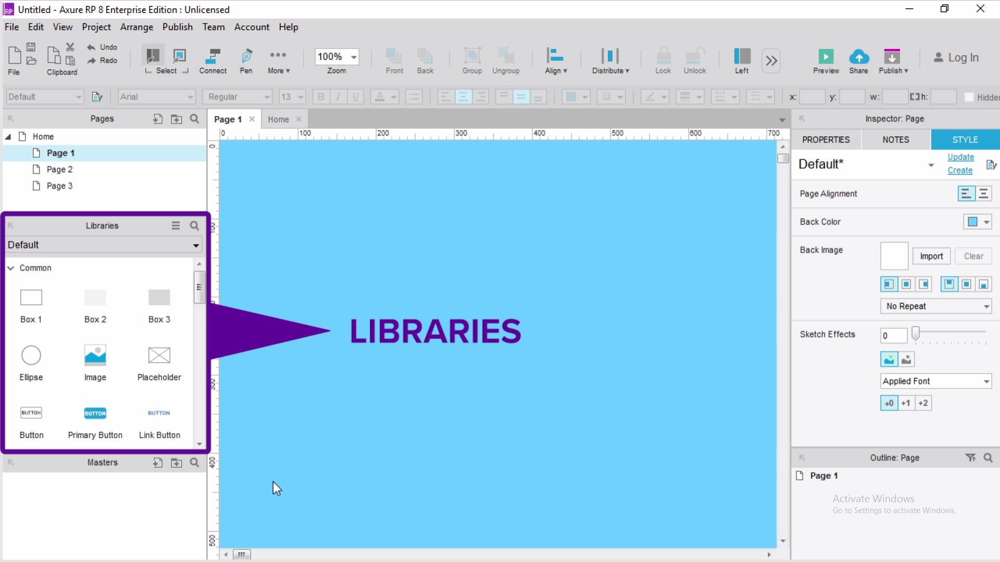 RP Untitled - Axure RP 8 Enterprise Edition : Unlicensed
File Edit View Project Arrange Publish Team Account Help
Undo
Redo
File Clipboard Select Connect Pen More 100% Zoom Front Back Group Ungroup Align Distribute Lock Unlock Left Preview Share Publish Log In
Default Arial Regular 13 B I U A x: y: w: h: Hidden
Pages
Home
Page 1
Page 2
Page 3
Libraries
Default
Common
Box 1 Box 2 Box 3
Ellipse Image Placeholder
BUTTON BUTTON BUTTON
Button Primary Button Link Button
Masters
Page 1 Home
0 100 200 300 400 500 600 700
0
100
300
400
500
LIBRARIES
Inspector: Page
PROPERTIES NOTES STYLE
Default*
Update
Create
Page Alignment
Back Color
Back Image
Import Clear
No Repeat
Sketch Effects 0
Applied Font
+0 +1 +2
Outline: Page
Page 1
Activate Windows
Go to Settings to activate Windows.